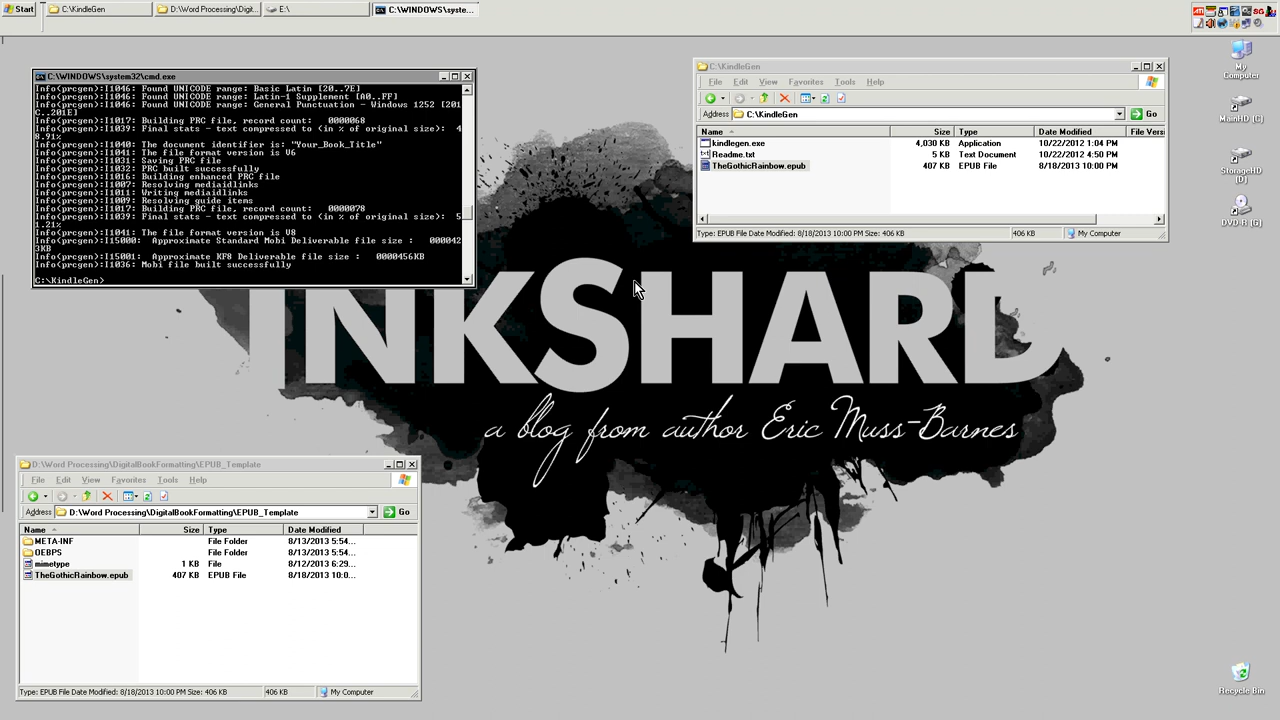 Start
C:\KindleGen
D:\Word Processing\Digit...
E:\
C:\WINDOWS\syste...
C:\WINDOWS\system32\cmd.exe
Info(prcgen):I1046: Found UNICODE range: Basic Latin [20..7E]
Info(prcgen):I1046: Found UNICODE range: Latin-1 Supplement [A0..FF]
Info(prcgen):I1046: Found UNICODE range: General Punctuation - Windows 1252 [201
C..201E]
Info(prcgen):I1017: Building PRC file, record count: 0000068
Info(prcgen):I1039: Final stats - text compressed to (in % of original size): 4
8.91%
Info(prcgen):I1040: The document identifier is: "Your_Book_Title"
Info(prcgen):I1041: The file format version is V6
Info(prcgen):I1031: Saving PRC file
Info(prcgen):I1032: PRC built successfully
Info(prcgen):I1016: Building enhanced PRC file
Info(prcgen):I1007: Resolving mediaidlinks
Info(prcgen):I1011: Writing mediaidlinks
Info(prcgen):I1009: Resolving guide items
Info(prcgen):I1017: Building PRC file, record count: 0000078
Info(prcgen):I1039: Final stats - text compressed to (in % of original size): 5
1.21%
Info(prcgen):I1041: The file format version is V8
Info(prcgen):I15000: Approximate Standard Mobi Deliverable file size : 000042
3KB
Info(prcgen):I15001: Approximate KF8 Deliverable file size : 0000456KB
Info(prcgen):I1036: Mobi file built successfully
C:\KindleGen>
C:\KindleGen
File Edit View Favorites Tools Help
Address C:\KindleGen Go
Name Size Type Date Modified File Vers
kindlegen.exe 4,030 KB Application 10/22/2012 1:04 PM
Readme.txt 5 KB Text Document 10/22/2012 4:50 PM
TheGothicRainbow.epub 407 KB EPUB File 8/18/2013 10:00 PM
Type: EPUB File Date Modified: 8/18/2013 10:00 PM Size: 406 KB 406 KB My Computer
My
Computer
MainHD (C)
StorageHD
(D)
DVD-R (G)
INKSHARD
a blog from author Eric Muss-Barnes
D:\Word Processing\DigitalBookFormatting\EPUB_Template
File Edit View Favorites Tools Help
Address D:\Word Processing\DigitalBookFormatting\EPUB_Template Go
Name Size Type Date Modified
META-INF File Folder 8/13/2013 5:54...
OEBPS File Folder 8/13/2013 5:54...
mimetype 1 KB File 8/12/2013 6:29...
TheGothicRainbow.epub 407 KB EPUB File 8/18/2013 10:0...
Type: EPUB File Date Modified: 8/18/2013 10:00 PM Size: 406 KB 406 KB My Computer
Recycle Bin